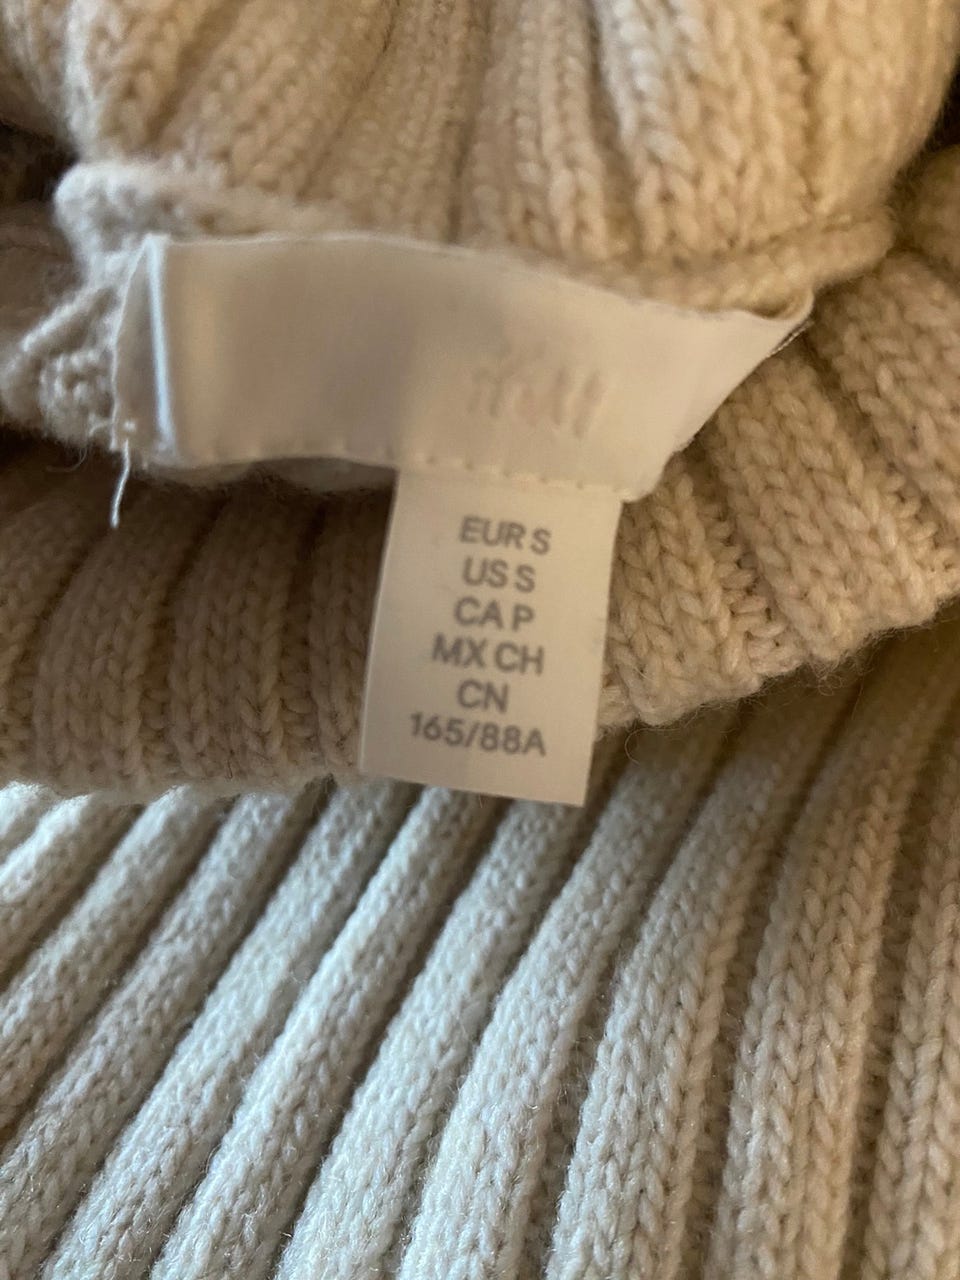 H&M
EUR S
US S
CA P
MX CH
CN
165/88A